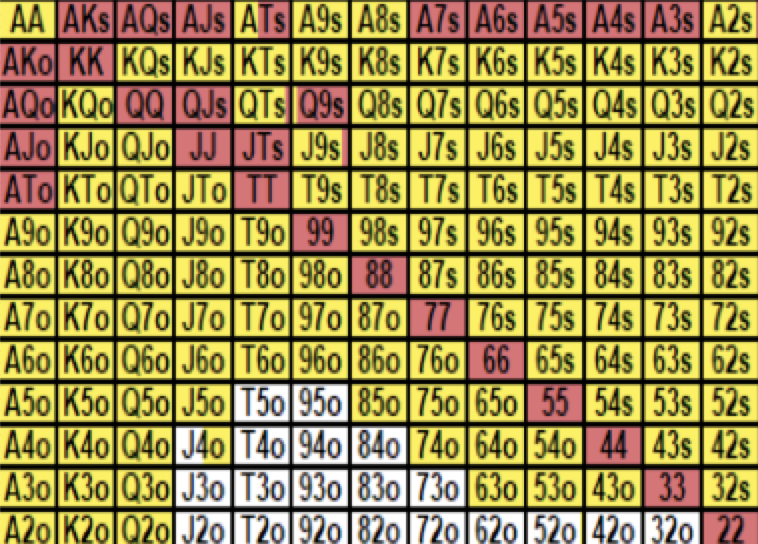 AA AKs AQs AJs ATs A9s A8s A7s A6s A5s A4s A3s A2s
AKo KK KQs KJs KTs K9s K8s K7s K6s K5s K4s K3s K2s
AQo KQo QQ QJs QTs Q9s Q8s Q7s Q6s Q5s Q4s Q3s Q2s
AJo KJo QJo JJ JTs J9s J8s J7s J6s J5s J4s J3s J2s
ATo KTo QTo JTo TT T9s T8s T7s T6s T5s T4s T3s T2s
A9o K9o Q9o J9o T9o 99 98s 97s 96s 95s 94s 93s 92s
A8o K8o Q8o J8o T8o 98o 88 87s 86s 85s 84s 83s 82s
A7o K7o Q7o J7o T7o 97o 87o 77 76s 75s 74s 73s 72s
A6o K6o Q6o J6o T6o 96o 86o 76o 66 65s 64s 63s 62s
A5o K5o Q5o J5o T5o 95o 85o 75o 65o 55 54s 53s 52s
A4o K4o Q4o J4o T4o 94o 84o 74o 64o 54o 44 43s 42s
A3o K3o Q3o J3o T3o 93o 83o 73o 63o 53o 43o 33 32s
A2o K2o Q2o J2o T2o 92o 82o 72o 62o 52o 42o 32o 22